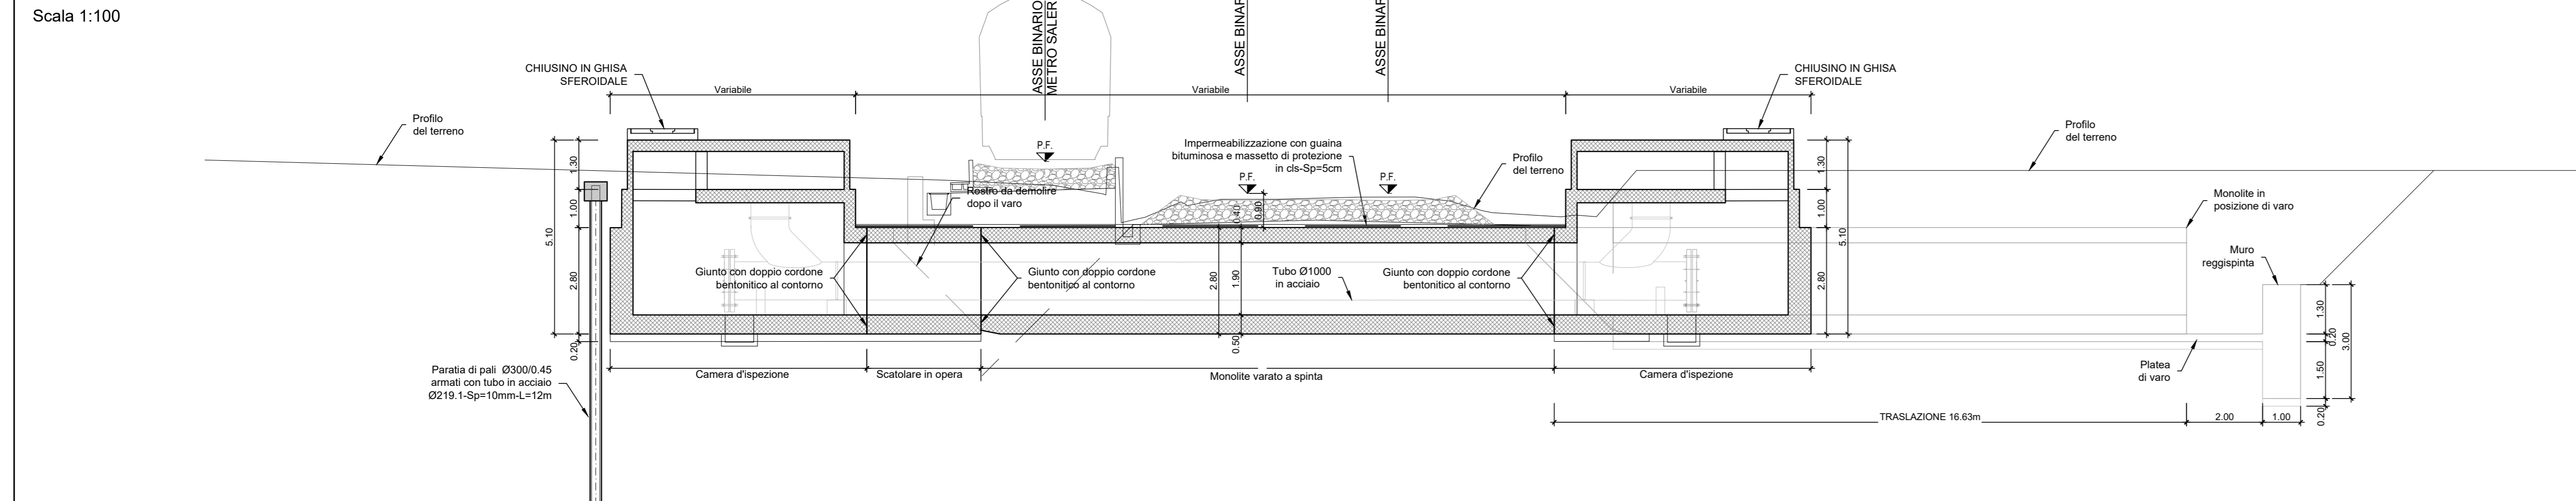 Scala 1:100
ASSE BINARIO
METRO SALER
ASSE BINAR
ASSE BINAR
CHIUSINO IN GHISA
SFEROIDALE
CHIUSINO IN GHISA
SFEROIDALE
Variabile
Variabile
Variabile
Profilo
del terreno
P.F.
Impermeabilizzazione con guaina
bituminosa e massetto di protezione
in cls-Sp=5cm
Profilo
del terreno
Profilo
del terreno
P.F.
P.F.
Rostro da demolire
dopo il varo
Monolite in
posizione di varo
Muro
reggispinta
1.30
1.00
5.10
2.80
0.20
0.40
0.90
1.30
1.00
5.10
2.80
Giunto con doppio cordone
bentonitico al contorno
Giunto con doppio cordone
bentonitico al contorno
2.80
1.90
0.50
Tubo Ø1000
in acciaio
Giunto con doppio cordone
bentonitico al contorno
1.30
0.20
3.00
1.50
0.20
Paratia di pali Ø300/0.45
armati con tubo in acciaio
Ø219.1-Sp=10mm-L=12m
Camera d'ispezione
Scatolare in opera
Monolite varato a spinta
Camera d'ispezione
Platea
di varo
TRASLAZIONE 16.63m
2.00
1.00